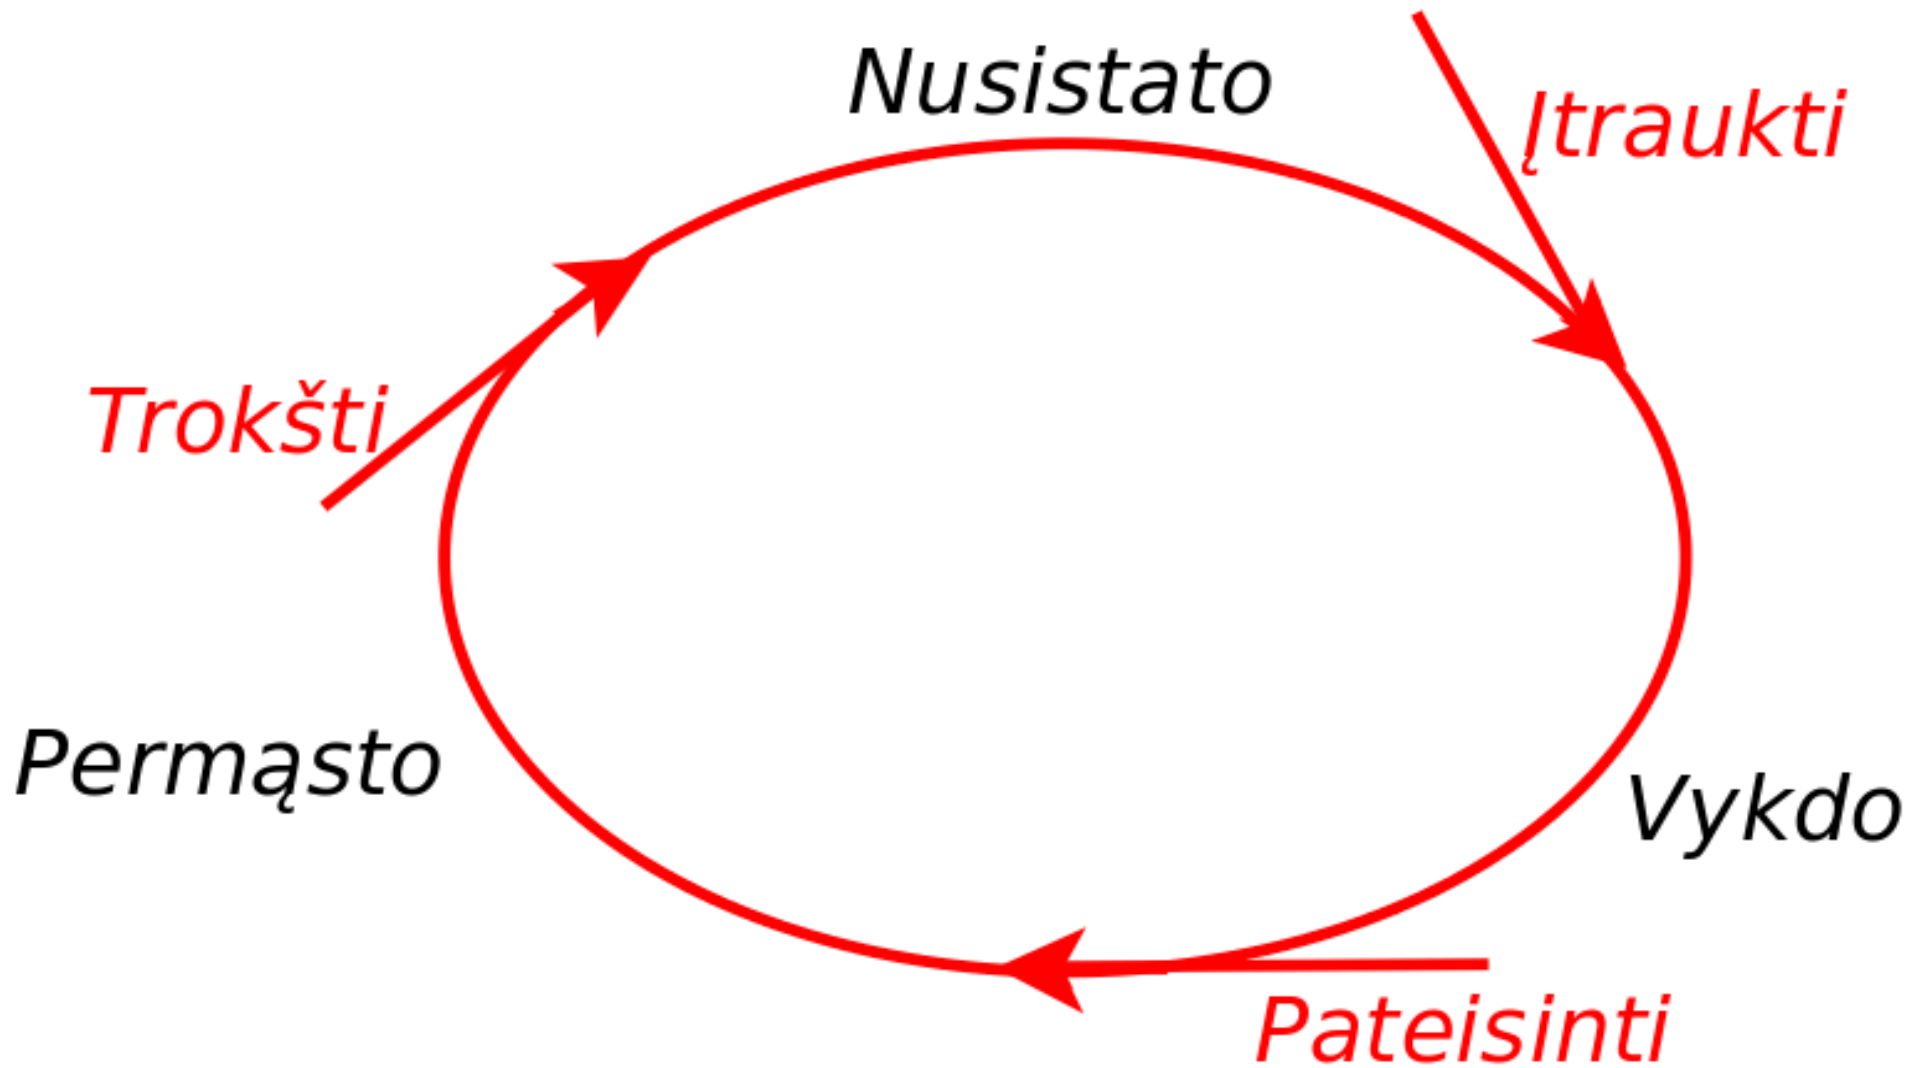 Nusistato
Įtraukti
Trokšti
Permąsto
Vykdo
Pateisinti